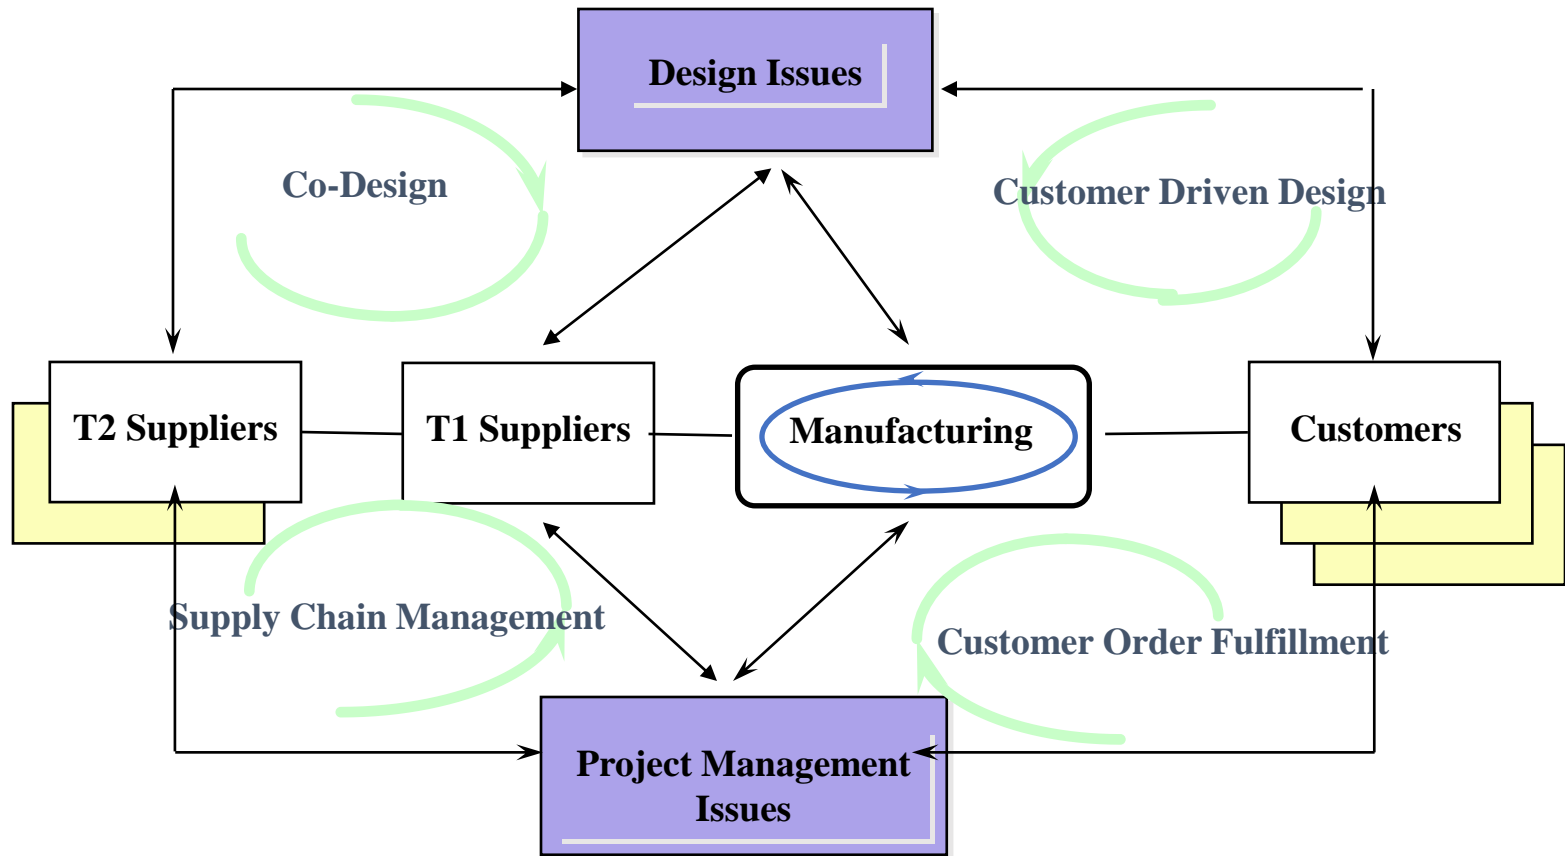 Design Issues
Co-Design
Customer Driven Design
T2 Suppliers
T1 Suppliers
Manufacturing
Customers
Supply Chain Management
Customer Order Fulfillment
Project Management
Issues